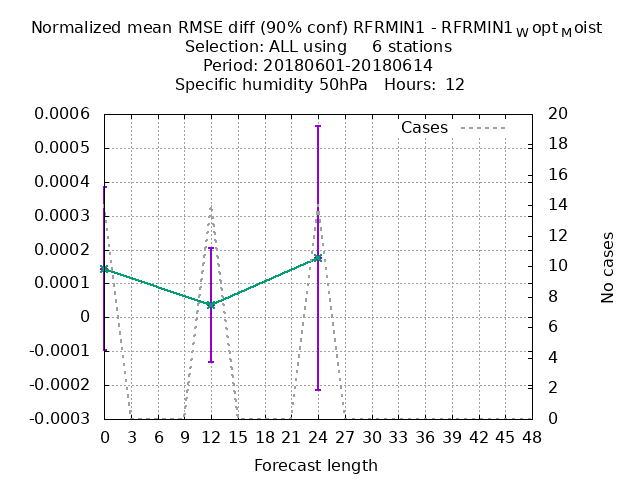 Normalized mean RMSE diff (90% conf) RFRMIN1 - RFRMIN1WoptMoist
Selection: ALL using 6 stations
Period: 20180601-20180614
Specific humidity 50hPa Hours: 12
Cases
0.0006
0.0005
0.0004
0.0003
0.0002
0.0001
0
-0.0001
-0.0002
-0.0003
20
18
16
14
12
10
8
6
4
2
0
No cases
0 3 6 9 12 15 18 21 24 27 30 33 36 39 42 45 48
Forecast length